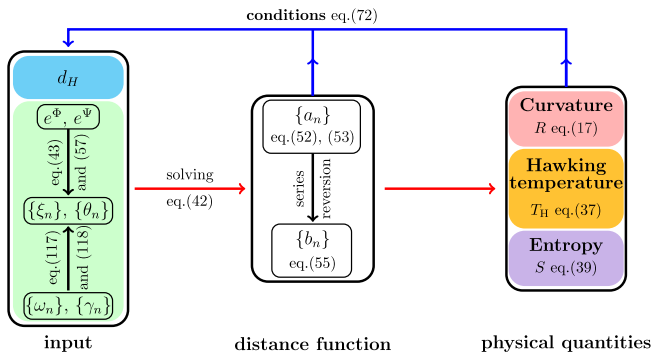 conditions eq.(72)
d_H
e^Φ, e^Ψ
eq.(43)
and (57)
{ξ_n}, {θ_n}
eq.(117)
and (118)
{ω_n}, {γ_n}
input
solving
eq.(42)
{a_n}
eq.(52), (53)
series
reversion
{b_n}
eq.(55)
distance function
Curvature
R eq.(17)
Hawking
temperature
T_H eq.(37)
Entropy
S eq.(39)
physical quantities